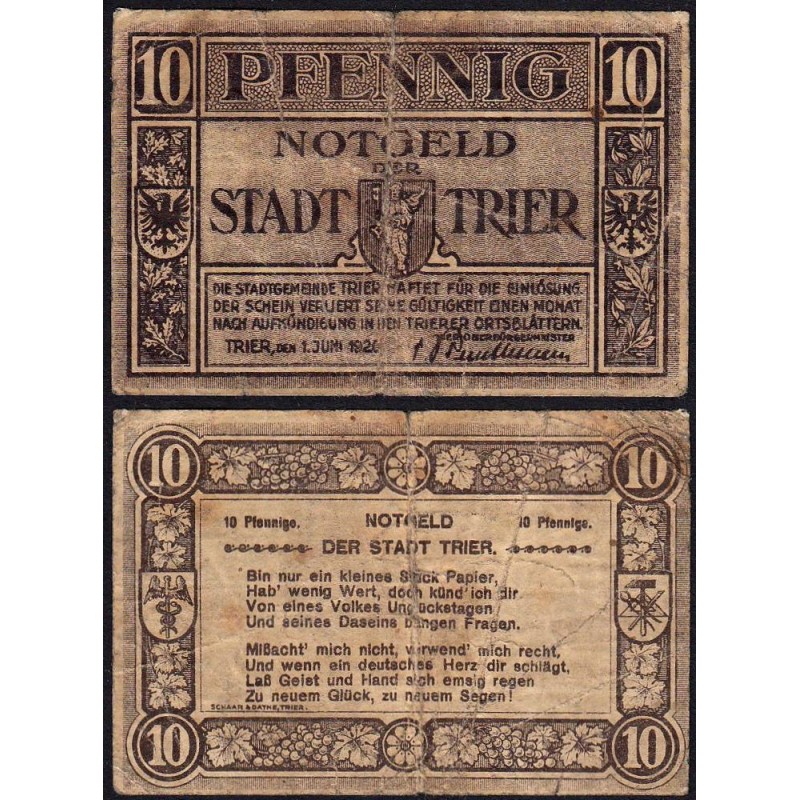 10 PFENNIG 10
NOTGELD
DER
STADT TRIER
DIE STADTGEMEINDE TRIER HAFTET FÜR DIE EINLÖSUNG.
DER SCHEIN VERLIERT SEINE GÜLTIGKEIT EINEN MONAT
NACH AUFKÜNDIGUNG IN DEN TRIERER ORTSBLÄTTERN.
TRIER, DEN 1. JUNI 1920 DER OBERBÜRGERMEISTER
10 10
10 Pfennige. NOTGELD 10 Pfennige.
DER STADT TRIER.
Bin nur ein kleines Stück Papier,
Hab' wenig Wert, doch künd' ich dir
Von eines Volkes Unglückstagen
Und seines Daseins bangen Fragen.
Mißacht' mich nicht, verwend' mich recht,
Und wenn ein deutsches Herz dir schlägt,
Laß Geist und Hand sich emsig regen
Zu neuem Glück, zu neuem Segen!
SCHAAR & DATHE, TRIER.
10 10